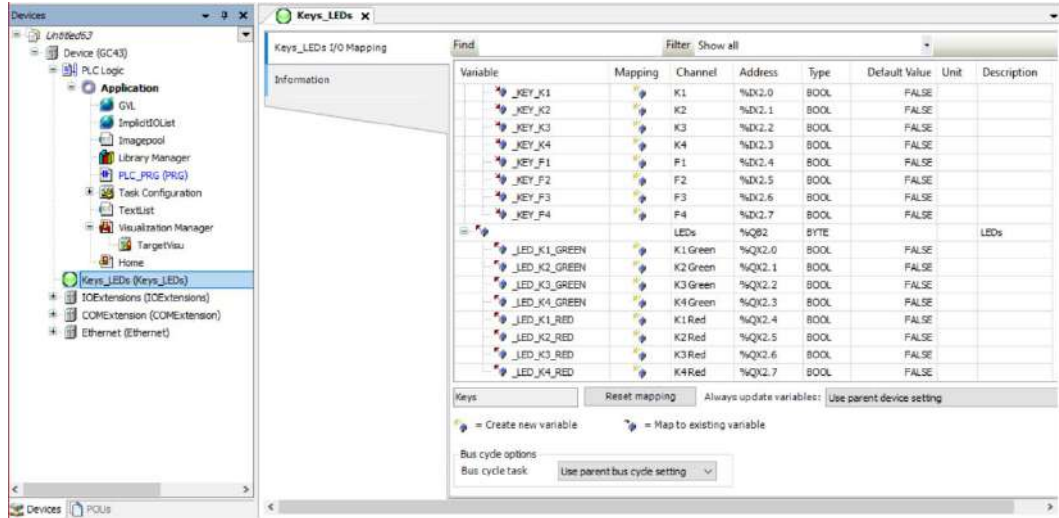 Devices
Untitled63
Device (GC43)
PLC Logic
Application
GVL
ImplicitIOList
Imagepool
Library Manager
PLC_PRG (PRG)
Task Configuration
TextList
Visualization Manager
TargetVisu
Home
Keys_LEDs (Keys_LEDs)
IOExtensions (IOExtensions)
COMExtension (COMExtension)
Ethernet (Ethernet)
Devices POUs
Keys_LEDs
Keys_LEDs I/O Mapping
Information
Find Filter Show all
Variable Mapping Channel Address Type Default Value Unit Description
_KEY_K1 K1 %IX2.0 BOOL FALSE
_KEY_K2 K2 %IX2.1 BOOL FALSE
_KEY_K3 K3 %IX2.2 BOOL FALSE
_KEY_K4 K4 %IX2.3 BOOL FALSE
_KEY_F1 F1 %IX2.4 BOOL FALSE
_KEY_F2 F2 %IX2.5 BOOL FALSE
_KEY_F3 F3 %IX2.6 BOOL FALSE
_KEY_F4 F4 %IX2.7 BOOL FALSE
LEDs %QB2 BYTE LEDs
_LED_K1_GREEN K1 Green %QX2.0 BOOL FALSE
_LED_K2_GREEN K2 Green %QX2.1 BOOL FALSE
_LED_K3_GREEN K3 Green %QX2.2 BOOL FALSE
_LED_K4_GREEN K4 Green %QX2.3 BOOL FALSE
_LED_K1_RED K1 Red %QX2.4 BOOL FALSE
_LED_K2_RED K2 Red %QX2.5 BOOL FALSE
_LED_K3_RED K3 Red %QX2.6 BOOL FALSE
_LED_K4_RED K4 Red %QX2.7 BOOL FALSE
Keys Reset mapping Always update variables: Use parent device setting
= Create new variable = Map to existing variable
Bus cycle options
Bus cycle task Use parent bus cycle setting